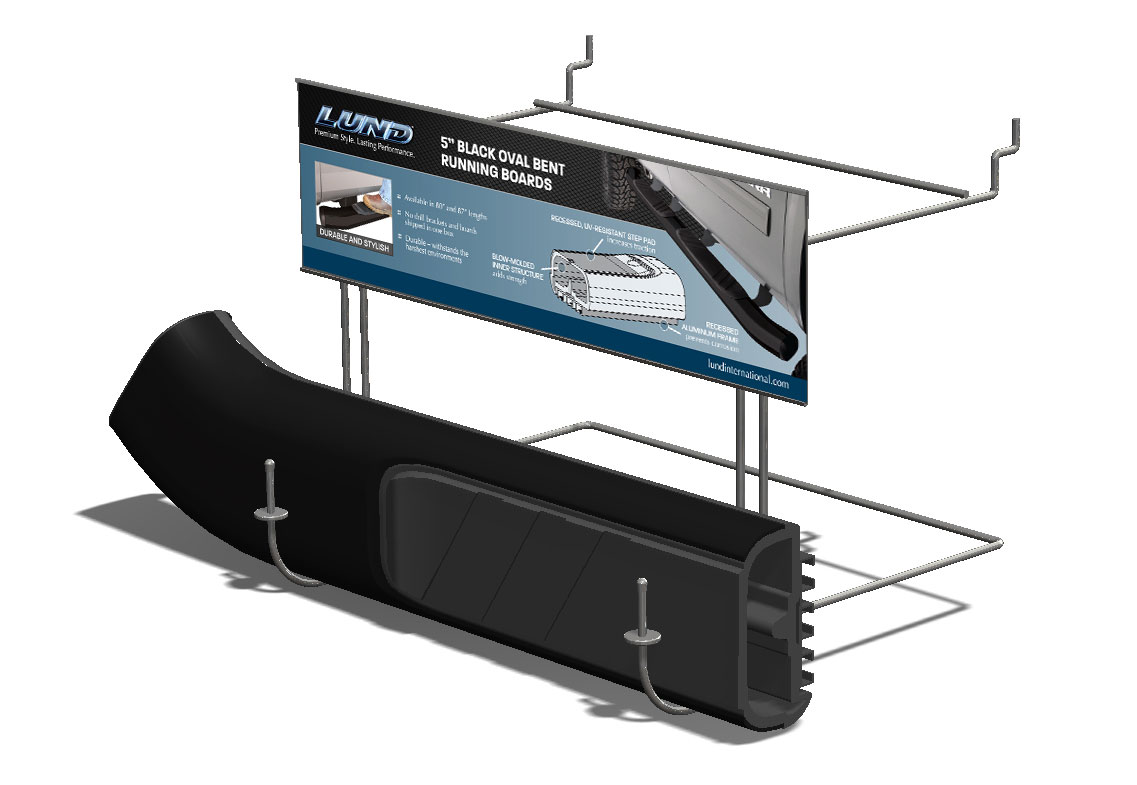 LUND
Premium Style. Lasting Performance.
5" BLACK OVAL BENT
RUNNING BOARDS
Available in 80" and 87" lengths
No drill brackets and boards
shipped in one box
Durable – withstands the
harshest environments
DURABLE AND STYLISH
RECESSED, UV-RESISTANT STEP PAD
increases traction
BLOW-MOLDED
INNER STRUCTURE
adds strength
RECESSED
ALUMINUM FRAME
prevents corrosion
lundinternational.com